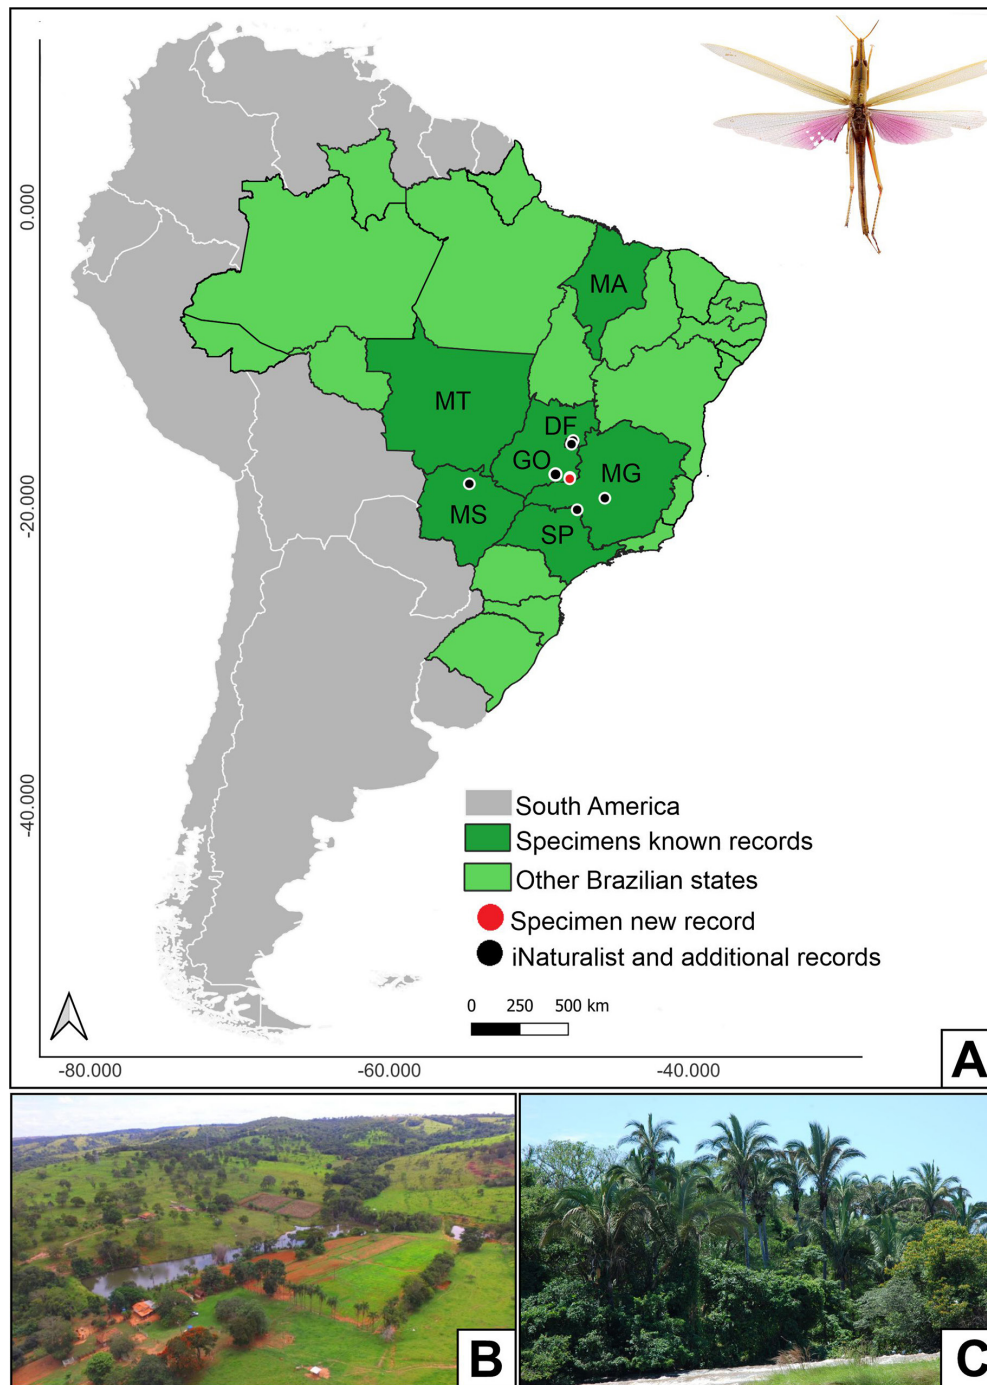 MA
MT
DF
GO
MG
MS
SP
0.000
-20.000
-40.000
South America
Specimens known records
Other Brazilian states
Specimen new record
iNaturalist and additional records
0 250 500 km
-80.000 -60.000 -40.000
A
B
C